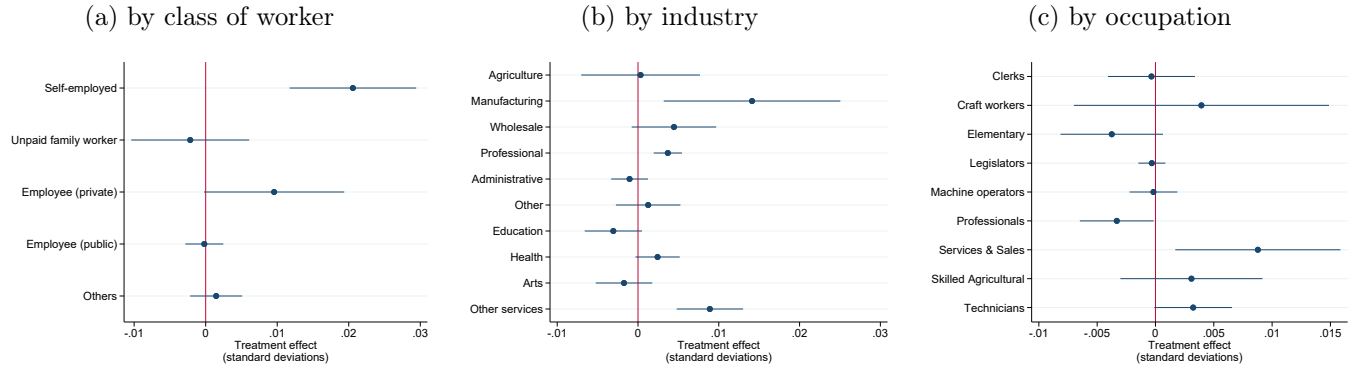 (a) by class of worker
Self-employed
Unpaid family worker
Employee (private)
Employee (public)
Others
-.01 0 .01 .02 .03
Treatment effect
(standard deviations)
(b) by industry
Agriculture
Manufacturing
Wholesale
Professional
Administrative
Other
Education
Health
Arts
Other services
-.01 0 .01 .02 .03
Treatment effect
(standard deviations)
(c) by occupation
Clerks
Craft workers
Elementary
Legislators
Machine operators
Professionals
Services & Sales
Skilled Agricultural
Technicians
-.01 -.005 0 .005 .01 .015
Treatment effect
(standard deviations)